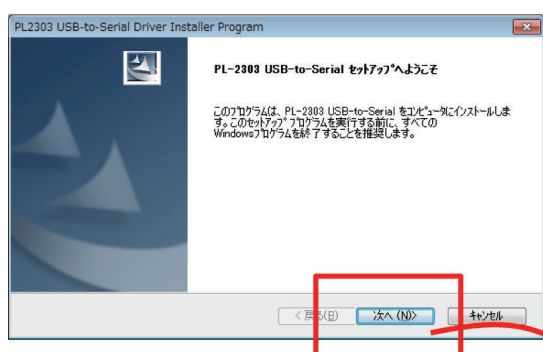 PL2303 USB-to-Serial Driver Installer Program
PL-2303 USB-to-Serial ｾｯﾄｱｯﾌﾟへようこそ
このﾌﾟﾛｸﾞﾗﾑは、PL-2303 USB-to-Serial をｺﾝﾋﾟｭｰﾀにｲﾝｽﾄｰﾙしま
す。このｾｯﾄｱｯﾌﾟ ﾌﾟﾛｸﾞﾗﾑを実行する前に、すべての
Windowsﾌﾟﾛｸﾞﾗﾑを終了することを推奨します。
< 戻る(B) 次へ (N)> ｷｬﾝｾﾙ